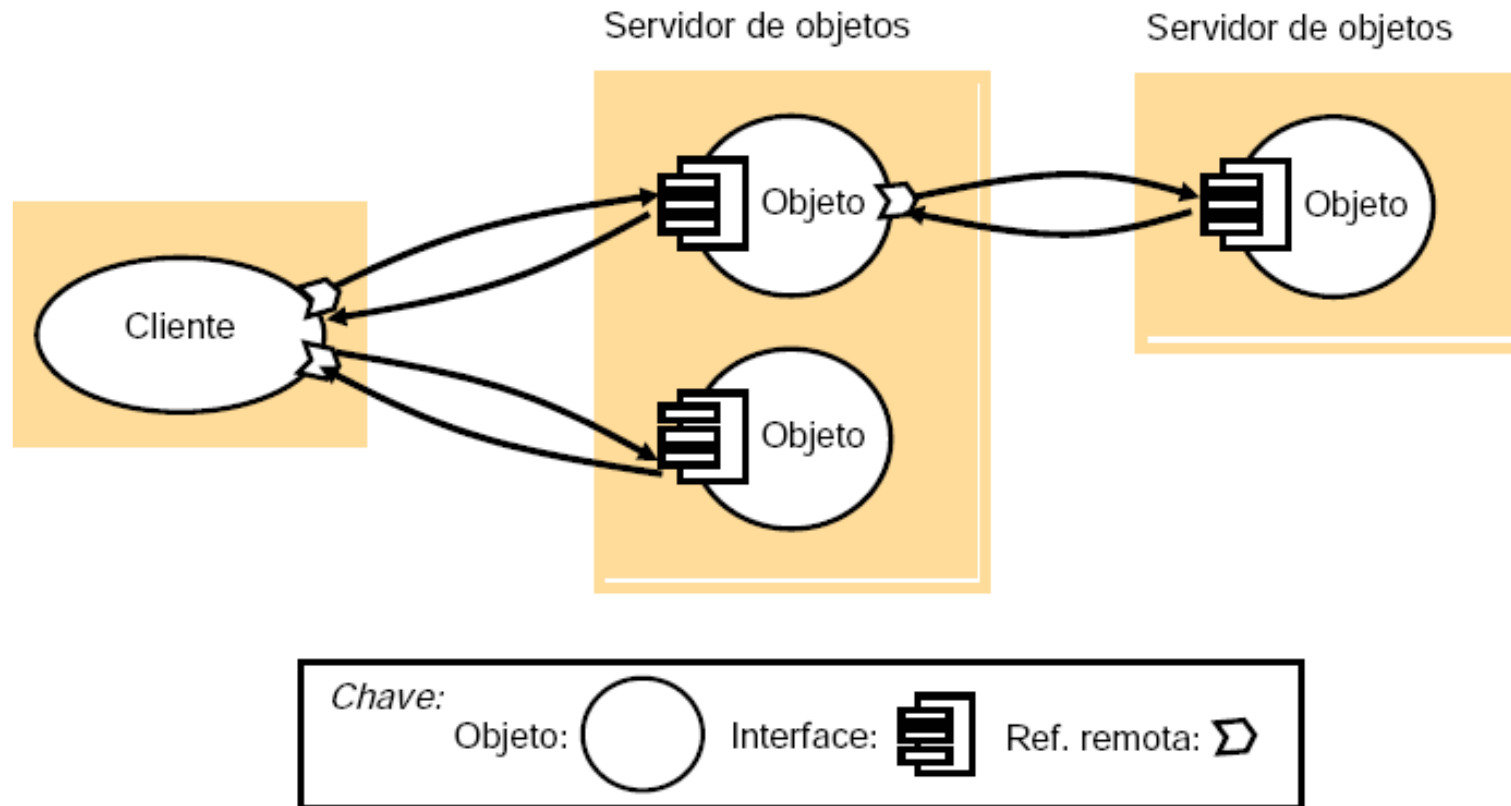 Servidor de objetos
Servidor de objetos
Objeto
Objeto
Cliente
Objeto
Chave:
Objeto:
Interface:
Ref. remota: